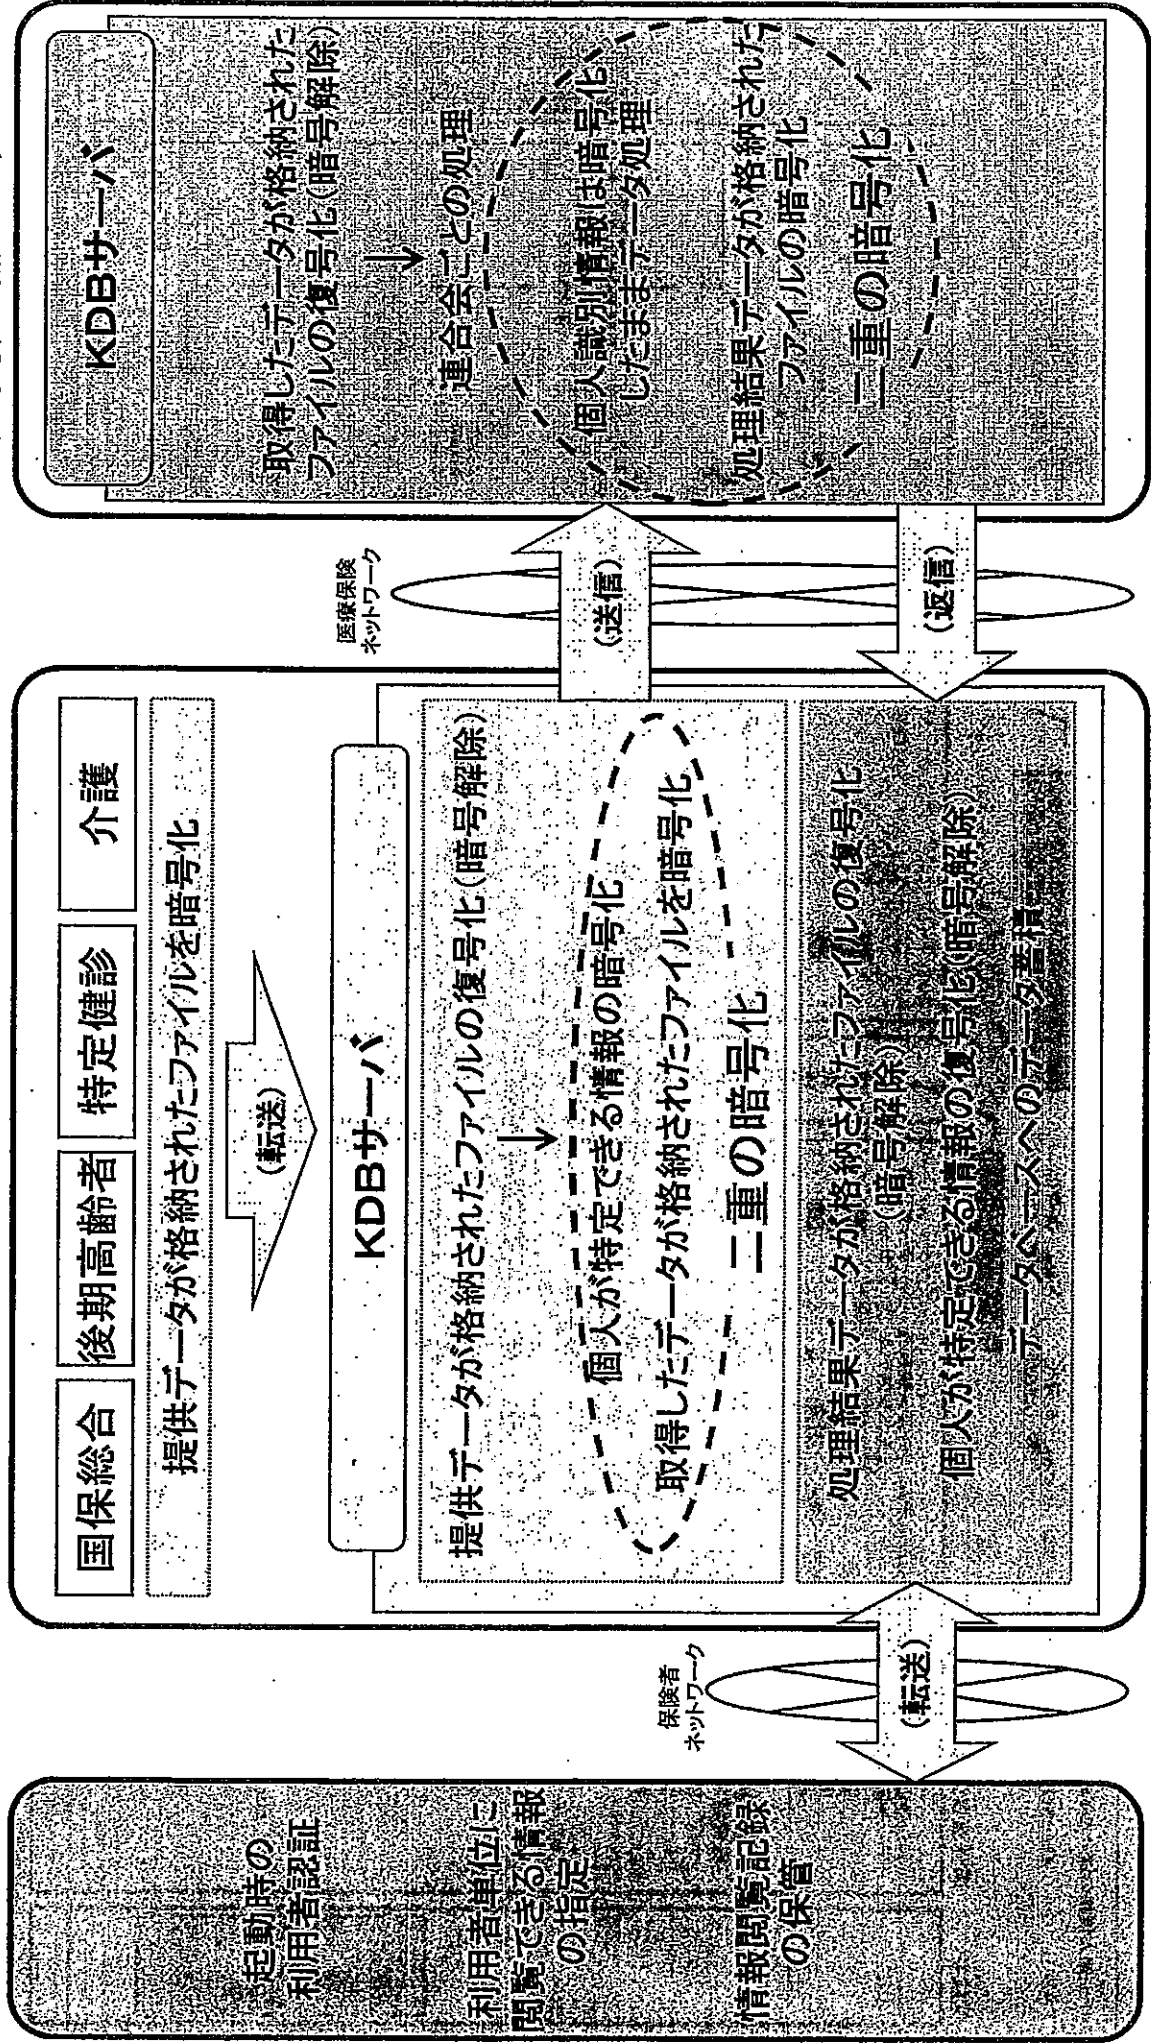 起動時の
利用者認証
利用者単位に
閲覧できる情報
の指定
情報閲覧記録
の保管
保険者
ネットワーク
(転送)
国保総合
後期高齢者
特定健診
介護
提供データが格納されたファイルを暗号化
(転送)
KDBサーバ
提供データが格納されたファイルの復号化(暗号解除)
↓
個人が特定できる情報の暗号化
取得したデータが格納されたファイルを暗号化
二重の暗号化
処理結果データが格納されたファイルの復号化
(暗号解除)
個人が特定できる情報の復号化(暗号解除)
データベースへのデータ蓄積
医療保険
ネットワーク
(送信)
(返信)
KDBサーバ
取得したデータが格納された
ファイルの復号化(暗号解除)
↓
連合会ごとの処理
個人識別情報は暗号化
したままデータ処理
処理結果データが格納された
ファイルの暗号化
二重の暗号化